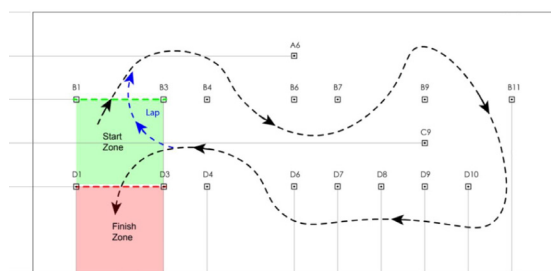 A6
B1
B3
B4
B6
B7
B9
B11
Lap
Start
Zone
C9
D1
D3
D4
D6
D7
D8
D9
D10
Finish
Zone